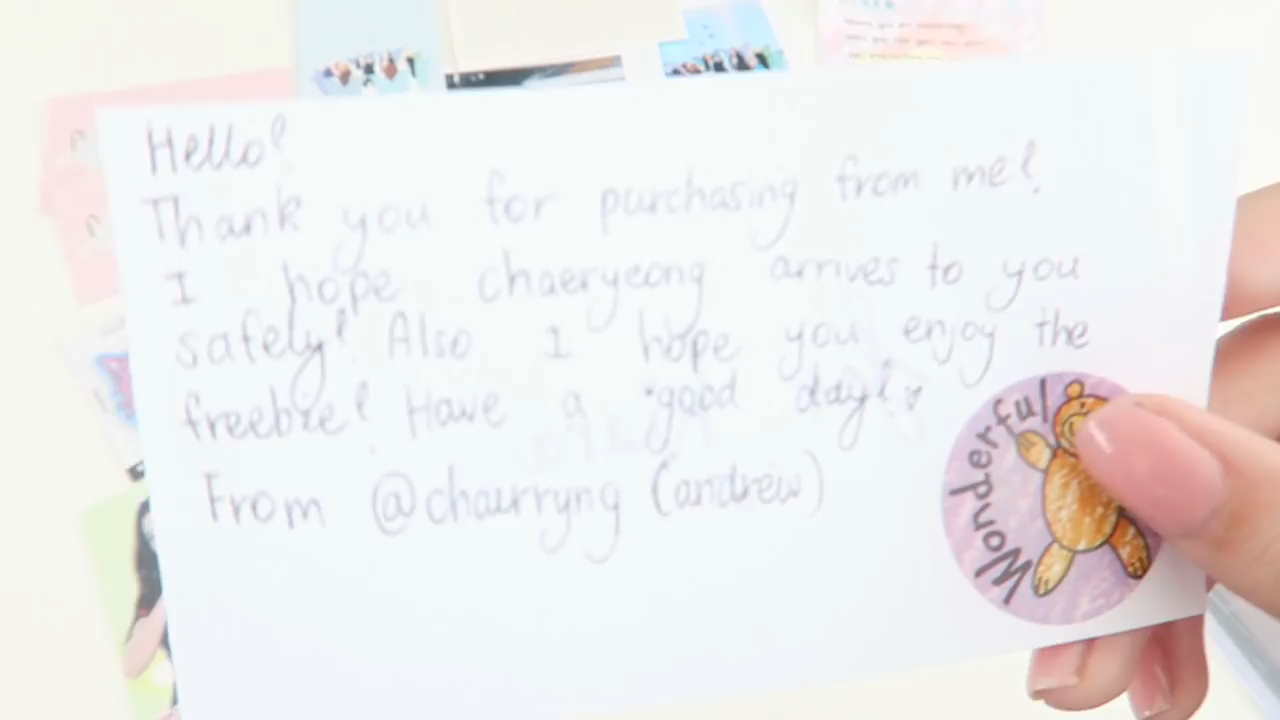 Hello!
Thank you for purchasing from me!
I hope chaeryeong arrives to you
safely! Also I hope you enjoy the
freebie! Have a good day!♥
From @chaerryng (andrew)
Wonderful